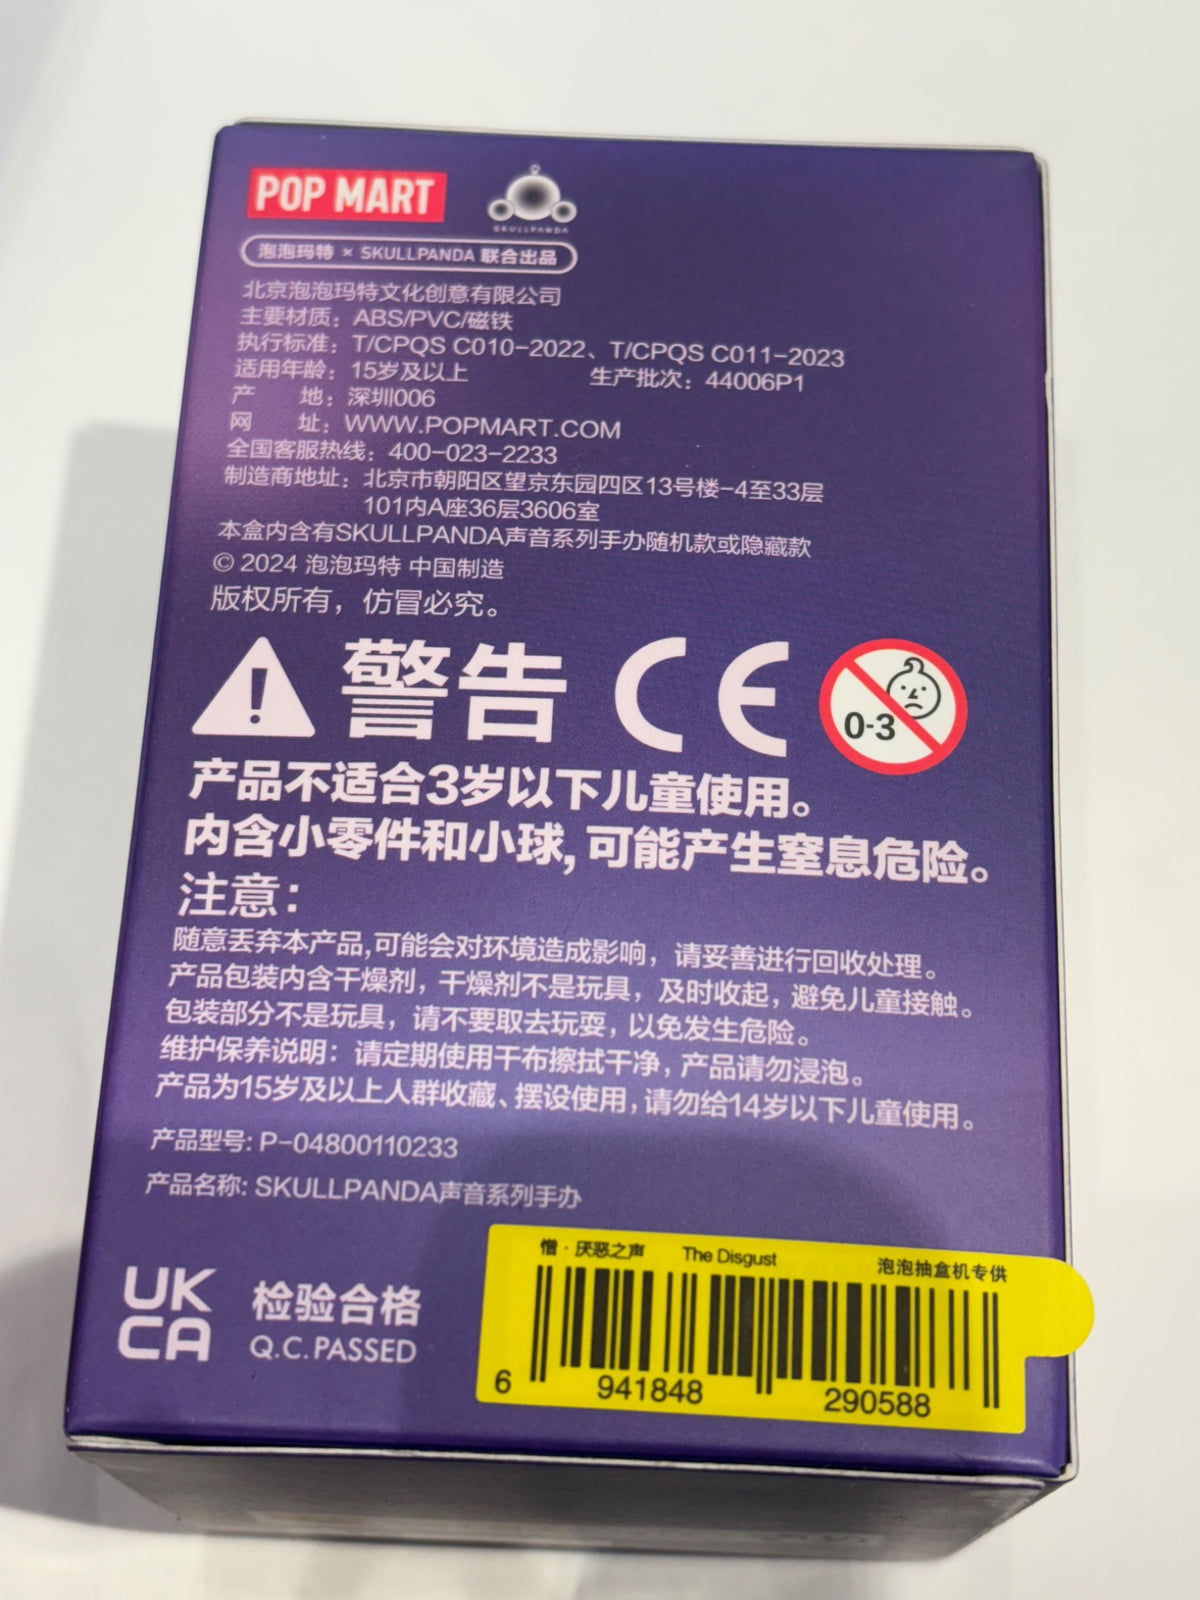 POP MART
SKULLPANDA
泡泡玛特 × SKULLPANDA 联合出品
北京泡泡玛特文化创意有限公司
主要材质：ABS/PVC/磁铁
执行标准：T/CPQS C010-2022、T/CPQS C011-2023
适用年龄：15岁及以上 生产批次：44006P1
产 地：深圳006
网 址：WWW.POPMART.COM
全国客服热线：400-023-2233
制造商地址：北京市朝阳区望京东园四区13号楼-4至33层
101内A座36层3606室
本盒内含有SKULLPANDA声音系列手办随机款或隐藏款
© 2024 泡泡玛特 中国制造
版权所有，仿冒必究。
警告 CE 0-3
产品不适合3岁以下儿童使用。
内含小零件和小球，可能产生窒息危险。
注意：
随意丢弃本产品,可能会对环境造成影响，请妥善进行回收处理。
产品包装内含干燥剂，干燥剂不是玩具，及时收起，避免儿童接触。
包装部分不是玩具，请不要取去玩耍，以免发生危险。
维护保养说明：请定期使用干布擦拭干净，产品请勿浸泡。
产品为15岁及以上人群收藏、摆设使用，请勿给14岁以下儿童使用。
产品型号: P-04800110233
产品名称: SKULLPANDA声音系列手办
UK
CA
检验合格
Q.C.PASSED
憎·厌恶之声 The Disgust 泡泡抽盒机专供
6 941848 290588